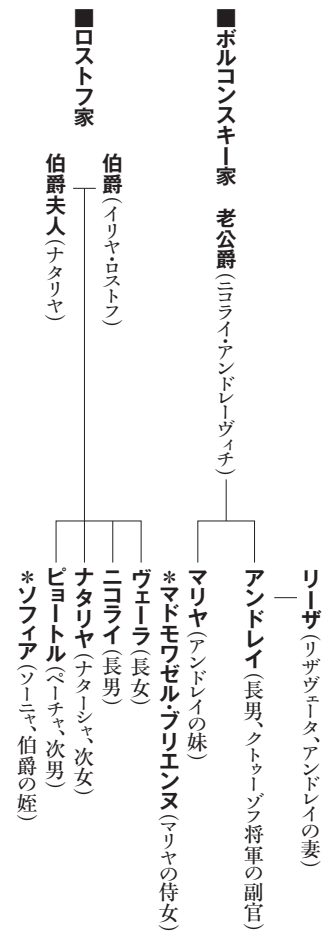 ■ボルコンスキー家　老公爵(ニコライ・アンドレーヴィチ)
リーザ(リザヴェータ、アンドレイの妻)
アンドレイ(長男、クトゥーゾフ将軍の副官)
マリヤ(アンドレイの妹)
*マドモワゼル・ブリエンヌ(マリヤの侍女)
■ロストフ家
伯爵(イリヤ・ロストフ)
伯爵夫人(ナタリヤ)
ヴェーラ(長女)
ニコライ(長男)
ナタリヤ(ナターシャ、次女)
ピョートル(ペーチャ、次男)
*ソフィア(ソーニャ、伯爵の姪)